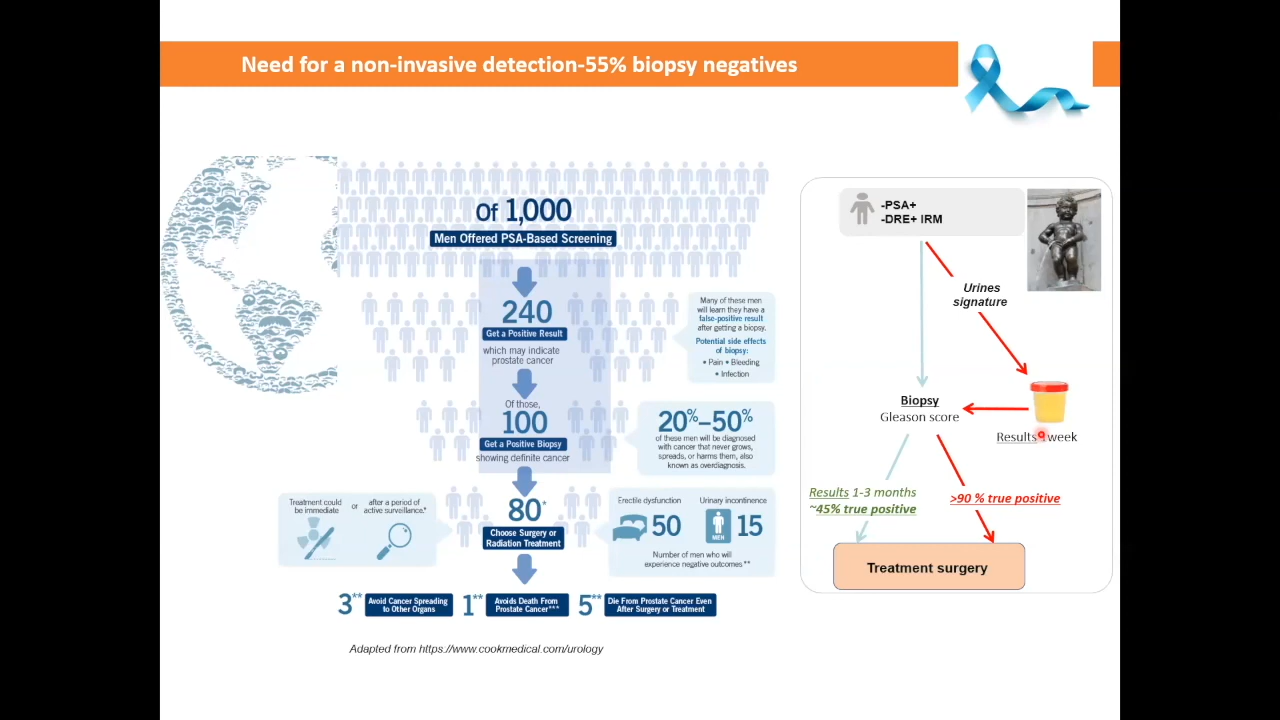 Need for a non-invasive detection-55% biopsy negatives
Of 1,000
Men Offered PSA-Based Screening
240
Get a Positive Result
which may indicate
prostate cancer
Many of these men
will learn they have a
false-positive result
after getting a biopsy.
Potential side effects
of biopsy:
• Pain • Bleeding
• Infection
Of those,
100
Get a Positive Biopsy
showing definite cancer
20%–50%
of these men will be diagnosed
with cancer that never grows,
spreads, or harms them, also
known as overdiagnosis.
Treatment could
be immediate
or
after a period of
active surveillance.*
80*
Choose Surgery or
Radiation Treatment
Erectile dysfunction
50
Urinary incontinence
MEN
15
Number of men who will
experience negative outcomes**
3**
Avoid Cancer Spreading
to Other Organs
1**
Avoids Death From
Prostate Cancer***
5**
Die From Prostate Cancer Even
After Surgery or Treatment
Adapted from https://www.cookmedical.com/urology
-PSA+
-DRE+ IRM
Urines
signature
Biopsy
Gleason score
Results week
Results 1-3 months
~45% true positive
>90 % true positive
Treatment surgery